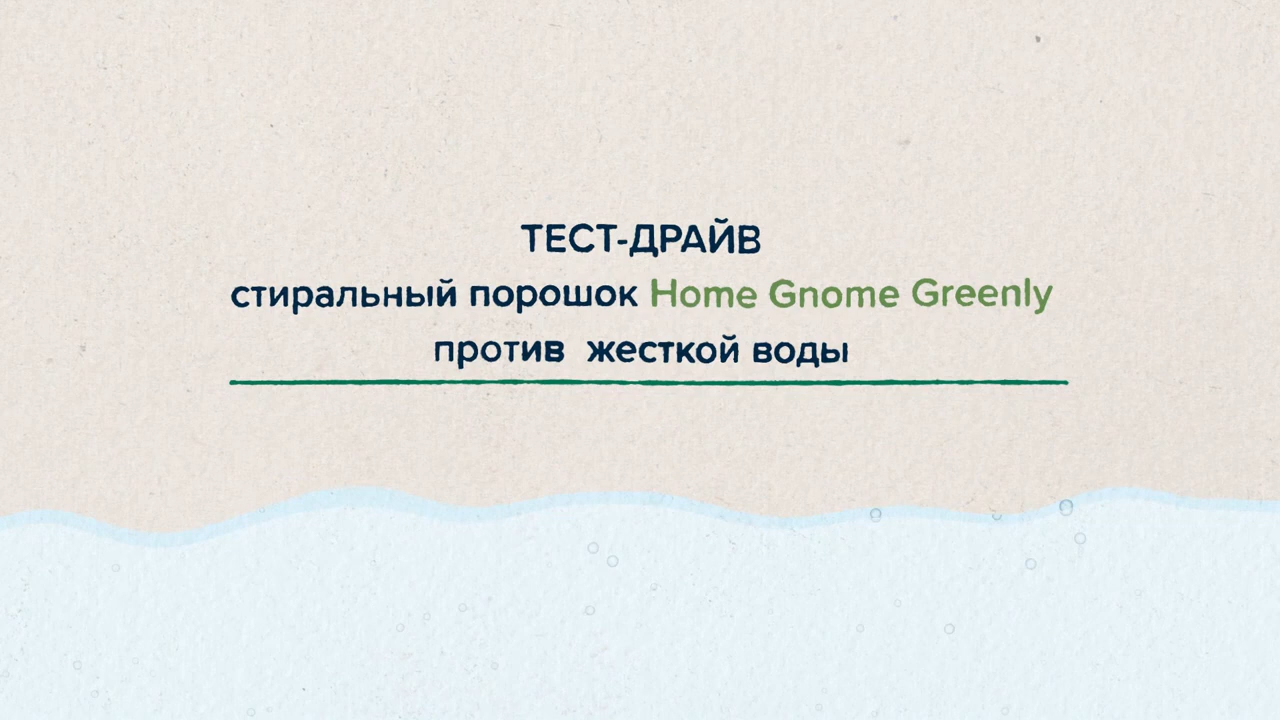 ТЕСТ-ДРАЙВ
стиральный порошок Home Gnome Greenly
против жесткой воды